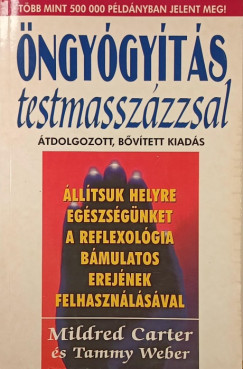 TÖBB MINT 500 000 PÉLDÁNYBAN JELENT MEG!
ÖNGYÓGYÍTÁS
testmasszázzsal
ÁTDOLGOZOTT, BŐVÍTETT KIADÁS
ÁLLÍTSUK HELYRE
EGÉSZSÉGÜNKET
A REFLEXOLÓGIA
BÁMULATOS
EREJÉNEK
FELHASZNÁLÁSÁVAL
Mildred Carter
és Tammy Weber